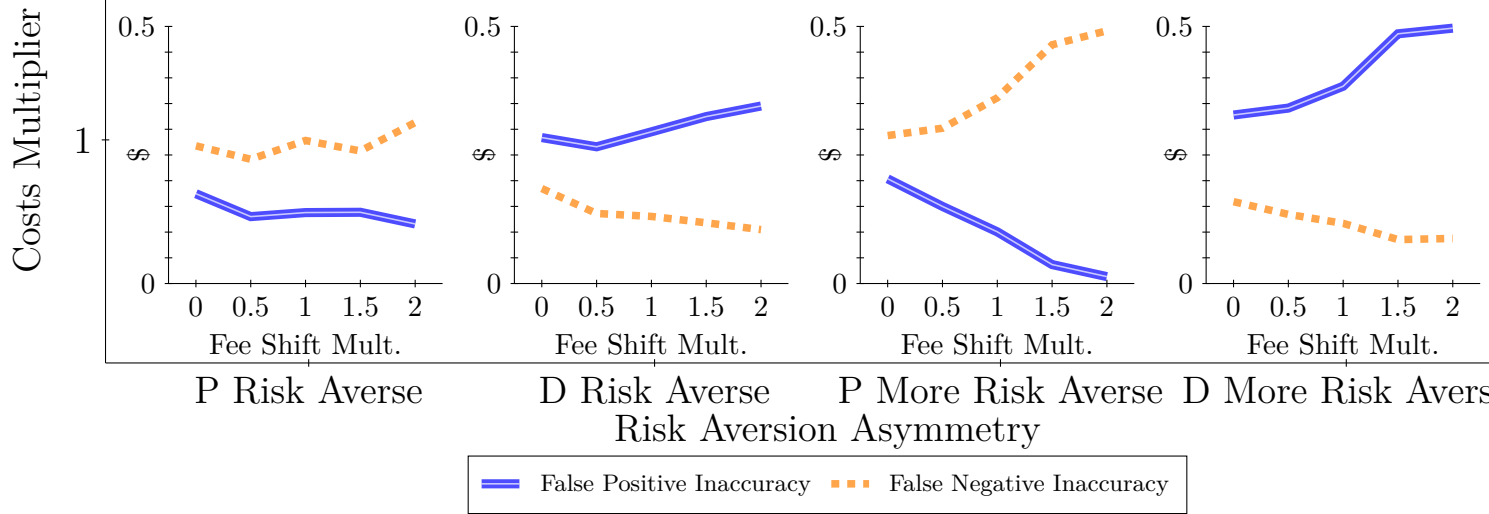 Costs Multiplier
1
0.5
$
0
0 0.5 1 1.5 2
Fee Shift Mult.
0.5
$
0
0 0.5 1 1.5 2
Fee Shift Mult.
0.5
$
0
0 0.5 1 1.5 2
Fee Shift Mult.
0.5
$
0
0 0.5 1 1.5 2
Fee Shift Mult.
P Risk Averse
D Risk Averse
P More Risk Averse
D More Risk Avers
Risk Aversion Asymmetry
False Positive Inaccuracy
False Negative Inaccuracy